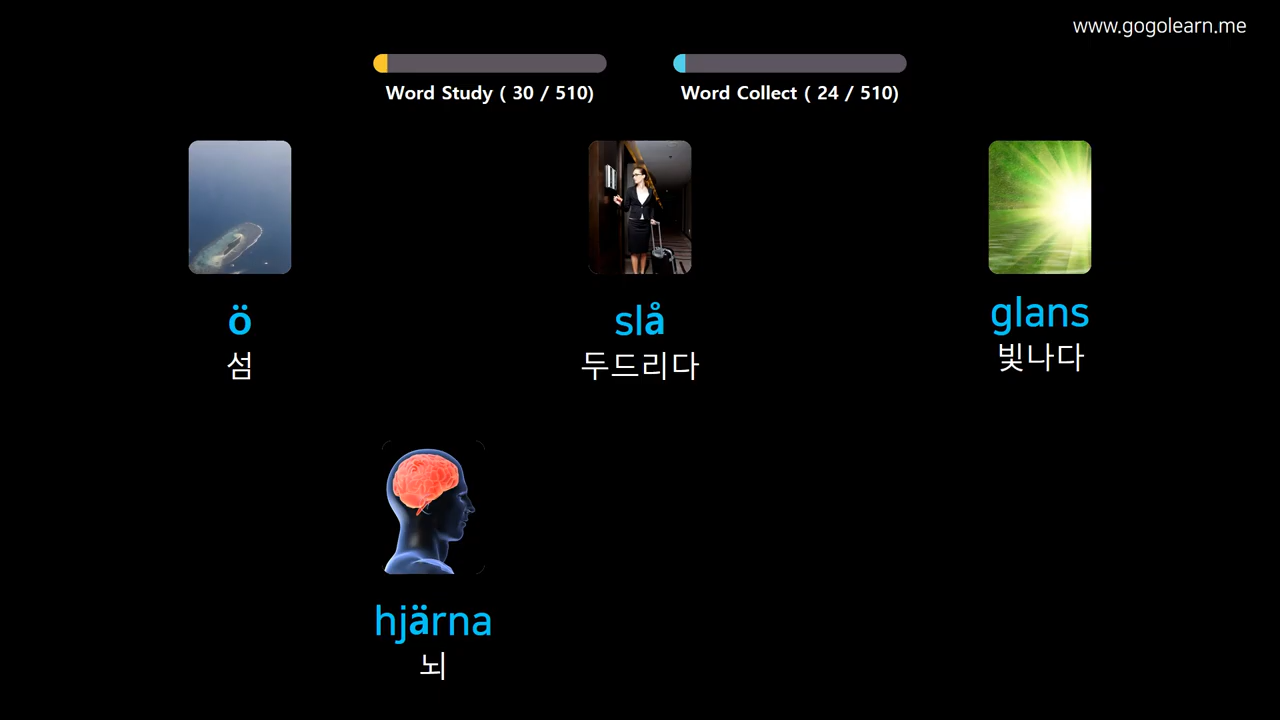 www.gogolearn.me
Word Study ( 30 / 510)
Word Collect ( 24 / 510)
ö
섬
slå
두드리다
glans
빛나다
hjärna
뇌